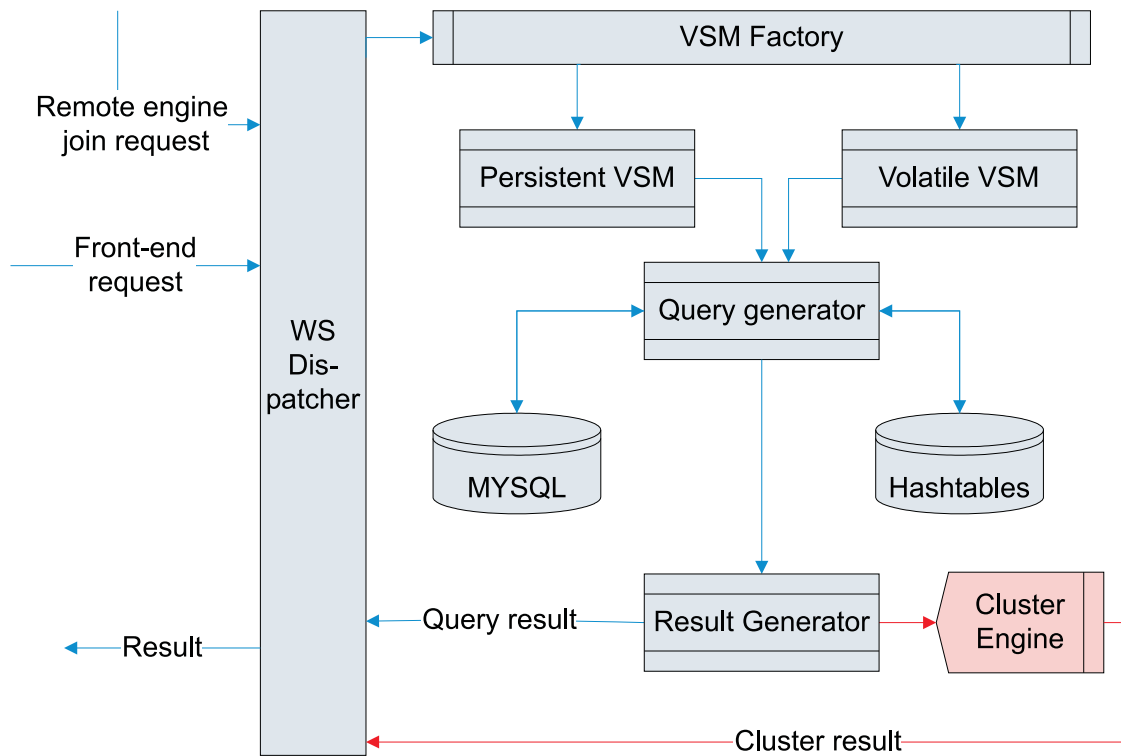 VSM Factory
Remote engine
join request
Persistent VSM
Volatile VSM
Front-end
request
Query generator
WS
Dis-
patcher
MYSQL
Hashtables
Query result
Result Generator
Cluster
Engine
Result
Cluster result